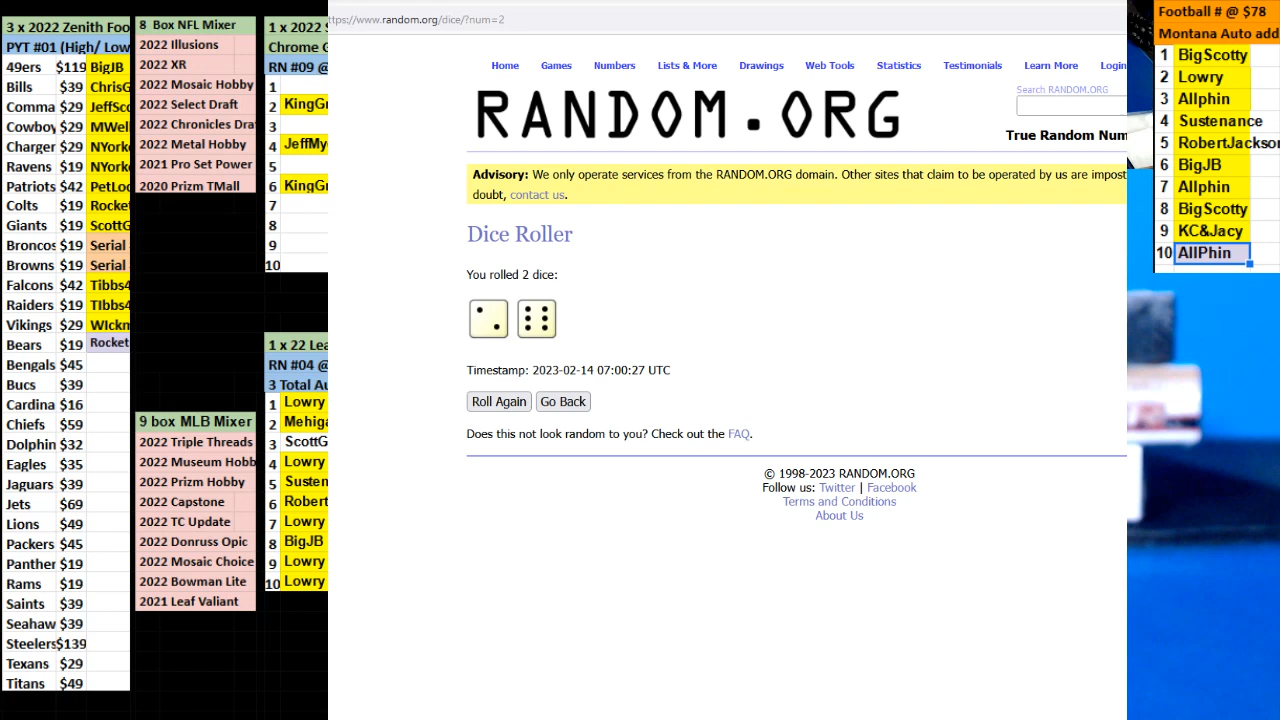 3 x 2022 Zenith Foo
PYT #01 (High/ Low
49ers $119 BigJB
Bills $39 ChrisG
Comma $29 JeffSco
Cowboy $29 MWell
Charger $29 NYorke
Ravens $19 NYorke
Patriots $42 PetLoc
Colts $19 Rocket
Giants $19 ScottG
Broncos $19 Serial
Browns $19 Serial
Falcons $42 Tibbs4
Raiders $19 TIbbs4
Vikings $29 WIckm
Bears $19 Rocket
Bengals $45
Bucs $39
Cardina $16
Chiefs $59
Dolphin $32
Eagles $35
Jaguars $39
Jets $69
Lions $49
Packers $45
Panther $19
Rams $19
Saints $39
Seahaw $39
Steelers $139
Texans $29
Titans $49
8 Box NFL Mixer
2022 Illusions
2022 XR
2022 Mosaic Hobby
2022 Select Draft
2022 Chronicles Dra
2022 Metal Hobby
2021 Pro Set Power
2020 Prizm TMall
9 box MLB Mixer
2022 Triple Threads
2022 Museum Hobb
2022 Prizm Hobby
2022 Capstone
2022 TC Update
2022 Donruss Opic
2022 Mosaic Choice
2022 Bowman Lite
2021 Leaf Valiant
1 x 2022 S
Chrome G
RN #09 @
1
2 KingGr
3
4 JeffMy
5
6 KingGr
7
8
9
10
1 x 22 Lea
RN #04 @
3 Total Au
1 Lowry
2 Mehiga
3 ScottG
4 Lowry
5 Susten
6 Robert
7 Lowry
8 BigJB
9 Lowry
10 Lowry
ttps://www.random.org/dice/?num=2
Home Games Numbers Lists & More Drawings Web Tools Statistics Testimonials Learn More Login
Search RANDOM.ORG
RANDOM.ORG
True Random Num
Advisory: We only operate services from the RANDOM.ORG domain. Other sites that claim to be operated by us are impost
doubt, contact us.
Dice Roller
You rolled 2 dice:
Timestamp: 2023-02-14 07:00:27 UTC
Roll Again Go Back
Does this not look random to you? Check out the FAQ.
© 1998-2023 RANDOM.ORG
Follow us: Twitter | Facebook
Terms and Conditions
About Us
Football # @ $78
Montana Auto add
1 BigScotty
2 Lowry
3 Allphin
4 Sustenance
5 RobertJackson
6 BigJB
7 Allphin
8 BigScotty
9 KC&Jacy
10 AllPhin